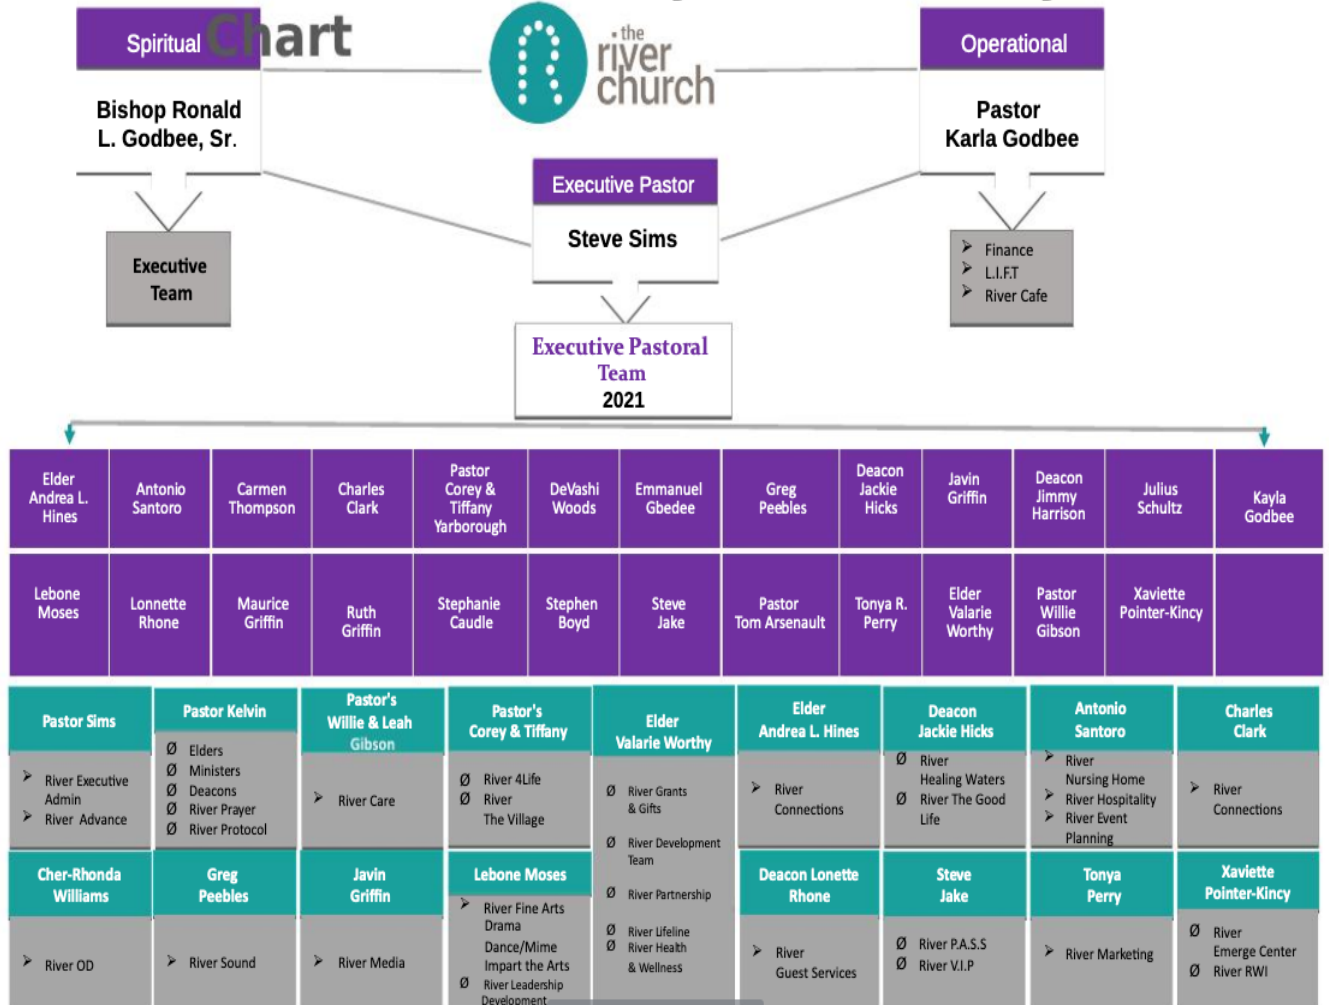 Chart
Spiritual
the
river
church
Operational
Bishop Ronald
L. Godbee, Sr.
Pastor
Karla Godbee
Executive Pastor
Steve Sims
Executive
Team
Ø Finance
Ø L.I.F.T
Ø River Cafe
Executive Pastoral
Team
2021
Elder
Andrea L.
Hines
Antonio
Santoro
Carmen
Thompson
Charles
Clark
Pastor
Corey &
Tiffany
Yarborough
DeVashi
Woods
Emmanuel
Gbedee
Greg
Peebles
Deacon
Jackie
Hicks
Javin
Griffin
Deacon
Jimmy
Harrison
Julius
Schultz
Kayla
Godbee
Lebone
Moses
Lonnette
Rhone
Maurice
Griffin
Ruth
Griffin
Stephanie
Caudle
Stephen
Boyd
Steve
Jake
Pastor
Tom Arsenault
Tonya R.
Perry
Elder
Valarie
Worthy
Pastor
Willie
Gibson
Xaviette
Pointer-Kincy
Pastor Sims
➢ River Executive
Admin
➢ River Advance
Pastor Kelvin
Ø Elders
Ø Ministers
Ø Deacons
Ø River Prayer
Ø River Protocol
Pastor's
Willie & Leah
Gibson
➢ River Care
Pastor's
Corey & Tiffany
Ø River 4Life
Ø River
The Village
Elder
Valarie Worthy
Ø River Grants
& Gifts
Ø River Development
Team
Ø River Partnership
Ø River Lifeline
Ø River Health
& Wellness
Elder
Andrea L. Hines
➢ River
Connections
Deacon
Jackie Hicks
Ø River
Healing Waters
Ø River The Good
Life
Antonio
Santoro
➢ River
Nursing Home
➢ River Hospitality
➢ River Event
Planning
Charles
Clark
➢ River
Connections
Cher-Rhonda
Williams
➢ River OD
Greg
Peebles
➢ River Sound
Javin
Griffin
➢ River Media
Lebone Moses
➢ River Fine Arts
Drama
Dance/Mime
Impart the Arts
Ø River Leadership
Development
Deacon Lonette
Rhone
➢ River
Guest Services
Steve
Jake
Ø River P.A.S.S
Ø River V.I.P
Tonya
Perry
➢ River Marketing
Xaviette
Pointer-Kincy
Ø River
Emerge Center
Ø River RWI